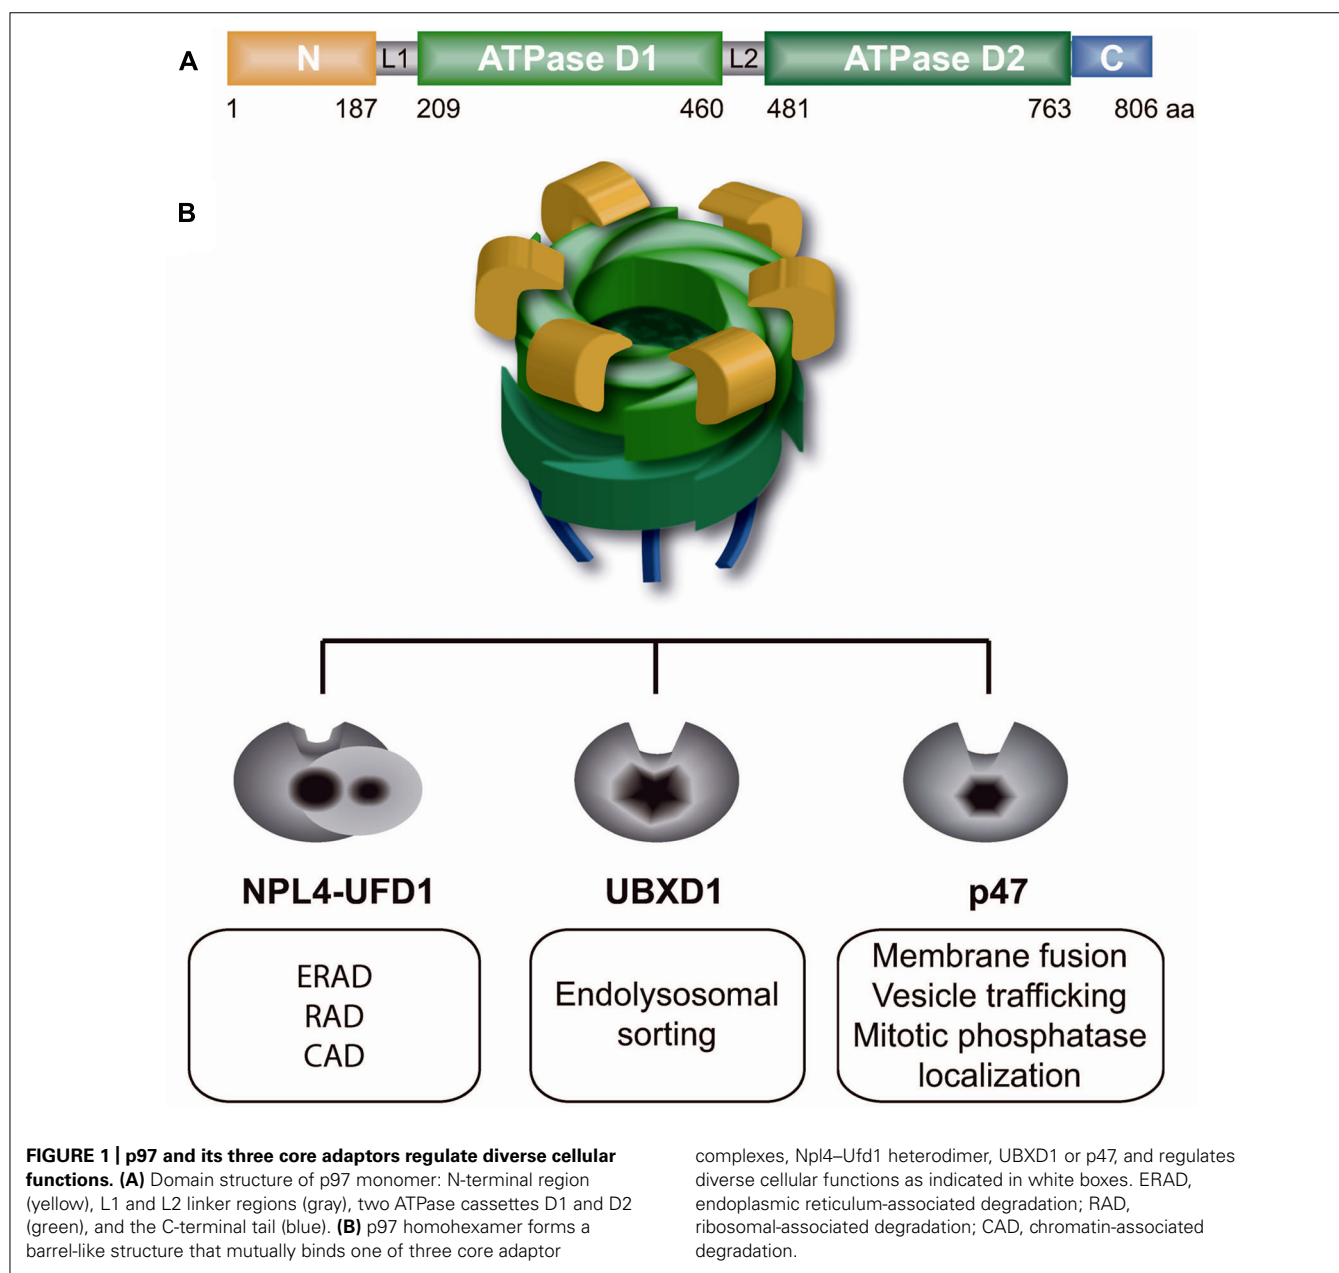 A
N L1 ATPase D1 L2 ATPase D2 C
1 187 209 460 481 763 806 aa
B
NPL4-UFD1 UBXD1 p47
ERAD
RAD
CAD
Endolysosomal
sorting
Membrane fusion
Vesicle trafficking
Mitotic phosphatase
localization
FIGURE 1 | p97 and its three core adaptors regulate diverse cellular
functions. (A) Domain structure of p97 monomer: N-terminal region
(yellow), L1 and L2 linker regions (gray), two ATPase cassettes D1 and D2
(green), and the C-terminal tail (blue). (B) p97 homohexamer forms a
barrel-like structure that mutually binds one of three core adaptor
complexes, Npl4–Ufd1 heterodimer, UBXD1 or p47, and regulates
diverse cellular functions as indicated in white boxes. ERAD,
endoplasmic reticulum-associated degradation; RAD,
ribosomal-associated degradation; CAD, chromatin-associated
degradation.